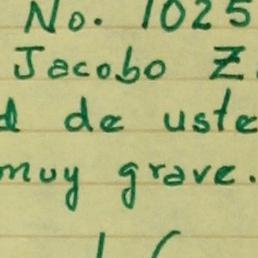 No. 1025
Jacobo Z
de uste
muy grave.